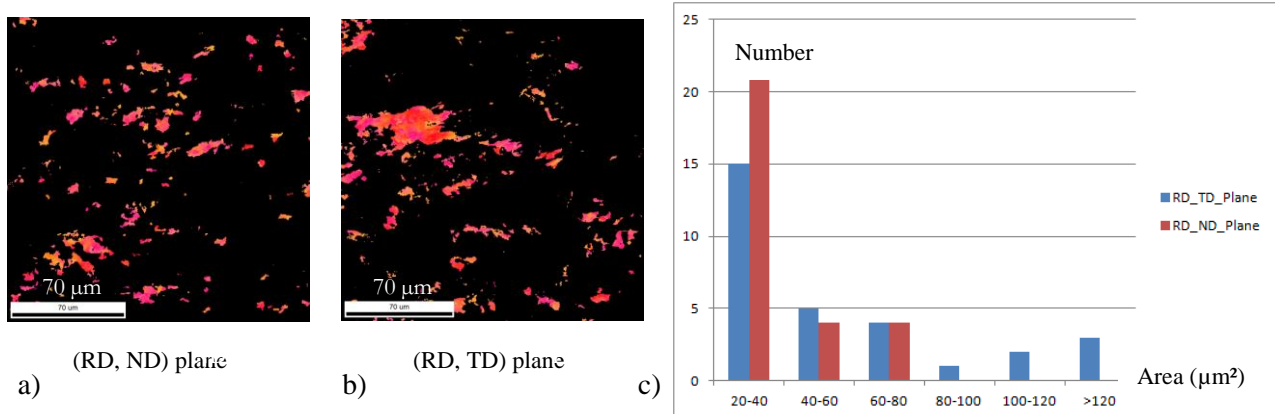 70 µm
70 um
(RD, ND) plane
a)
70 µm
70 um
(RD, TD) plane
b)
c)
25
20
15
10
5
0
Number
20-40
40-60
60-80
80-100
100-120
>120
Area (µm²)
RD_TD_Plane
RD_ND_Plane